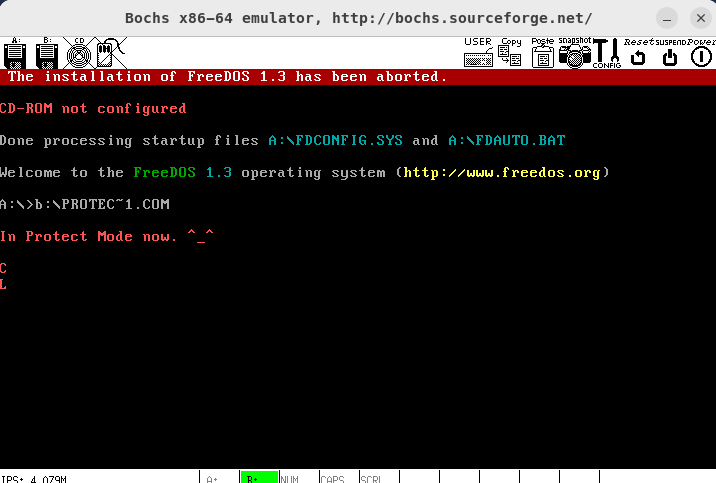 Bochs x86-64 emulator, http://bochs.sourceforge.net/
A: B: CD USER Copy Paste snapshot CONFIG Reset SUSPEND Power
The installation of FreeDOS 1.3 has been aborted.
CD-ROM not configured
Done processing startup files A:\FDCONFIG.SYS and A:\FDAUTO.BAT
Welcome to the FreeDOS 1.3 operating system (http://www.freedos.org)
A:\>b:\PROTEC~1.COM
In Protect Mode now. ^_^
C
L
IPS: 4.079M A: B: NUM CAPS SCRL